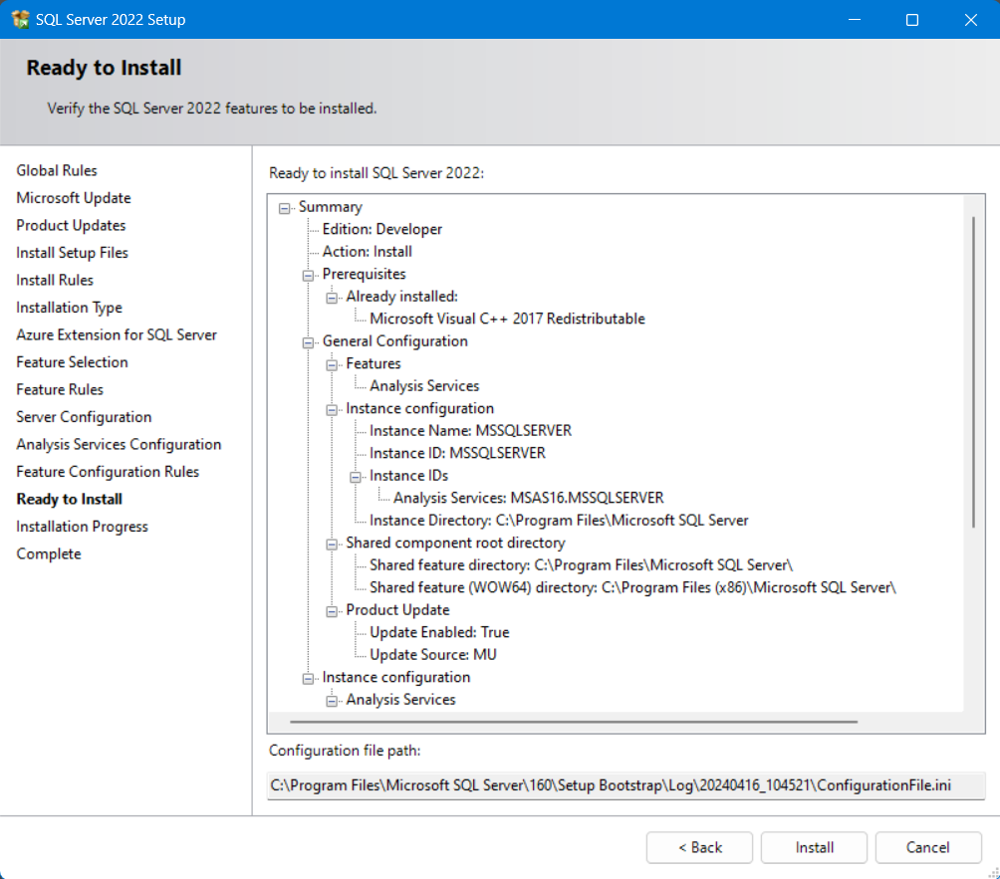 SQL Server 2022 Setup
Ready to Install
Verify the SQL Server 2022 features to be installed.
Global Rules
Microsoft Update
Product Updates
Install Setup Files
Install Rules
Installation Type
Azure Extension for SQL Server
Feature Selection
Feature Rules
Server Configuration
Analysis Services Configuration
Feature Configuration Rules
Ready to Install
Installation Progress
Complete
Ready to install SQL Server 2022:
Summary
Edition: Developer
Action: Install
Prerequisites
Already installed:
Microsoft Visual C++ 2017 Redistributable
General Configuration
Features
Analysis Services
Instance configuration
Instance Name: MSSQLSERVER
Instance ID: MSSQLSERVER
Instance IDs
Analysis Services: MSAS16.MSSQLSERVER
Instance Directory: C:\Program Files\Microsoft SQL Server
Shared component root directory
Shared feature directory: C:\Program Files\Microsoft SQL Server\
Shared feature (WOW64) directory: C:\Program Files (x86)\Microsoft SQL Server\
Product Update
Update Enabled: True
Update Source: MU
Instance configuration
Analysis Services
Configuration file path:
C:\Program Files\Microsoft SQL Server\160\Setup Bootstrap\Log\20240416_104521\ConfigurationFile.ini
< Back
Install
Cancel